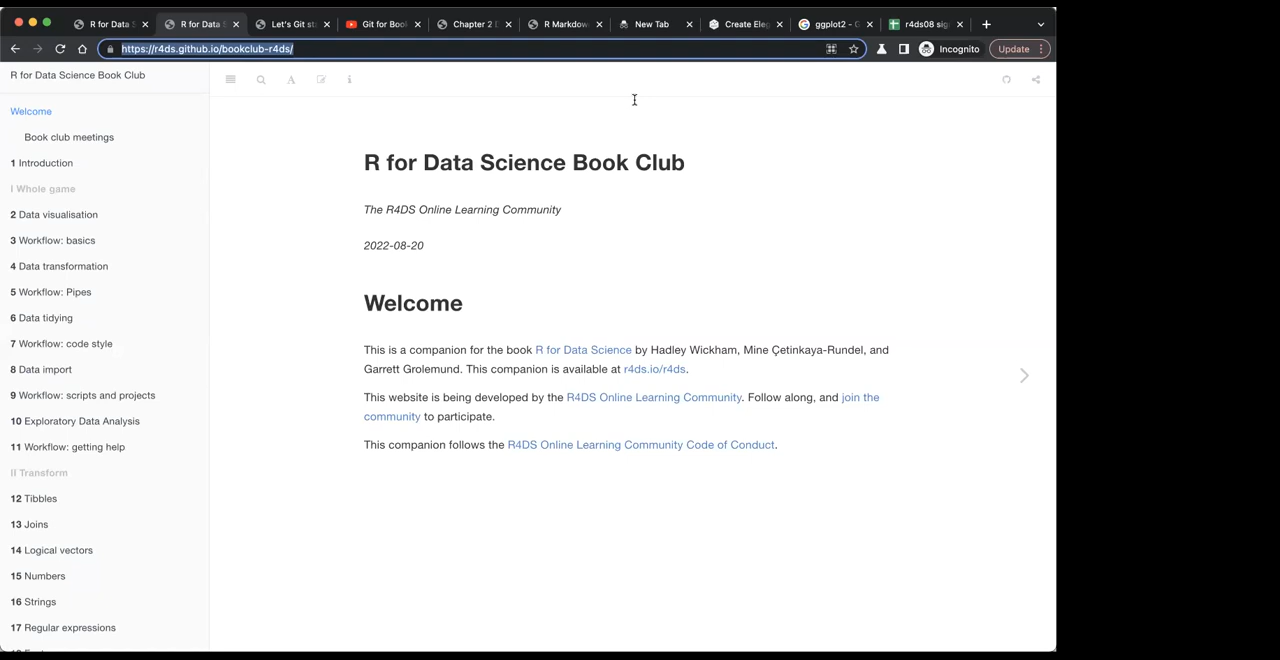 R for Data S
R for Data S
Let's Git st
Git for Boo
Chapter 2
R Markdow
New Tab
Create Eleg
ggplot2 - G
r4ds08 sig
https://r4ds.github.io/bookclub-r4ds/
Incognito
Update
R for Data Science Book Club
Welcome
Book club meetings
1 Introduction
I Whole game
2 Data visualisation
3 Workflow: basics
4 Data transformation
5 Workflow: Pipes
6 Data tidying
7 Workflow: code style
8 Data import
9 Workflow: scripts and projects
10 Exploratory Data Analysis
11 Workflow: getting help
II Transform
12 Tibbles
13 Joins
14 Logical vectors
15 Numbers
16 Strings
17 Regular expressions
R for Data Science Book Club
The R4DS Online Learning Community
2022-08-20
Welcome
This is a companion for the book R for Data Science by Hadley Wickham, Mine Çetinkaya-Rundel, and
Garrett Grolemund. This companion is available at r4ds.io/r4ds.
This website is being developed by the R4DS Online Learning Community. Follow along, and join the
community to participate.
This companion follows the R4DS Online Learning Community Code of Conduct.